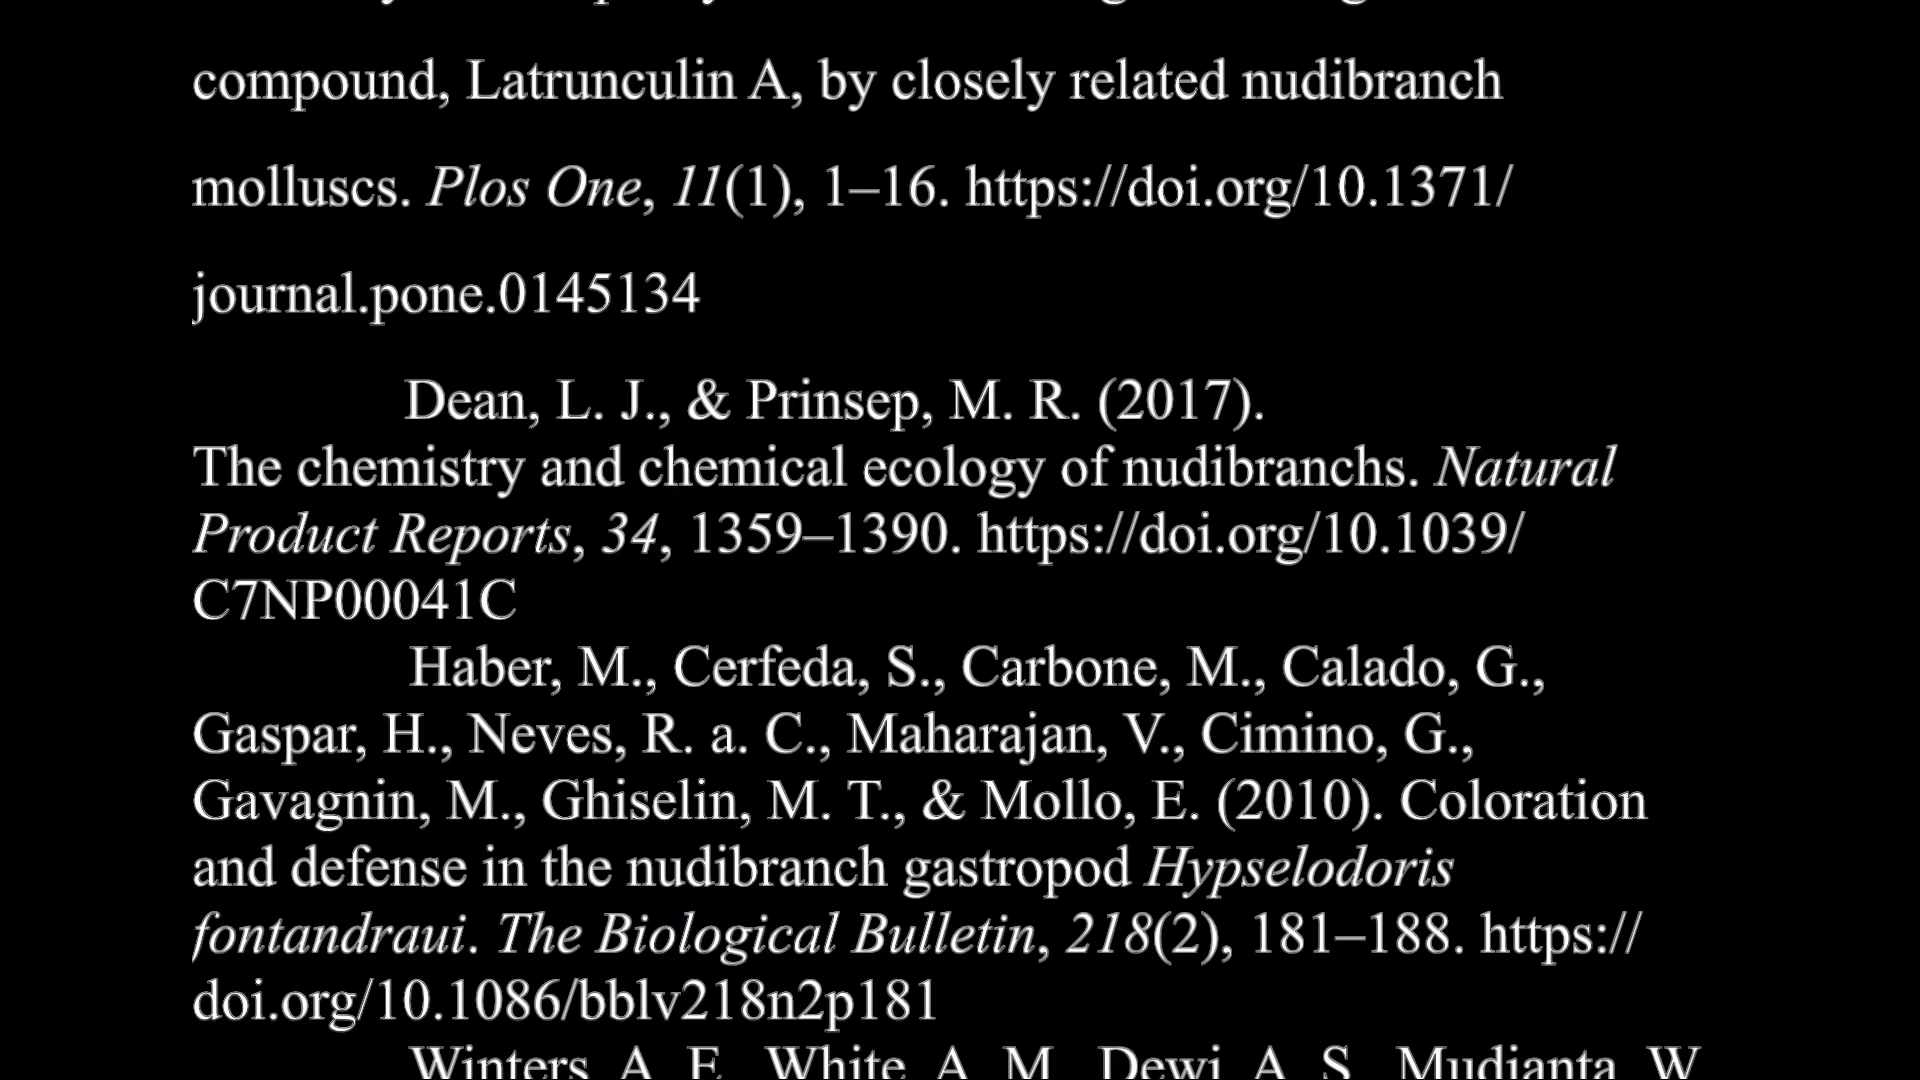 compound, Latrunculin A, by closely related nudibranch
molluscs. Plos One, 11(1), 1–16. https://doi.org/10.1371/
journal.pone.0145134
Dean, L. J., & Prinsep, M. R. (2017).
The chemistry and chemical ecology of nudibranchs. Natural
Product Reports, 34, 1359–1390. https://doi.org/10.1039/
C7NP00041C
Haber, M., Cerfeda, S., Carbone, M., Calado, G.,
Gaspar, H., Neves, R. a. C., Maharajan, V., Cimino, G.,
Gavagnin, M., Ghiselin, M. T., & Mollo, E. (2010). Coloration
and defense in the nudibranch gastropod Hypselodoris
fontandraui. The Biological Bulletin, 218(2), 181–188. https://
doi.org/10.1086/bblv218n2p181
Winters, A. E., White, A. M., Dewi, A. S., Mudianta, W